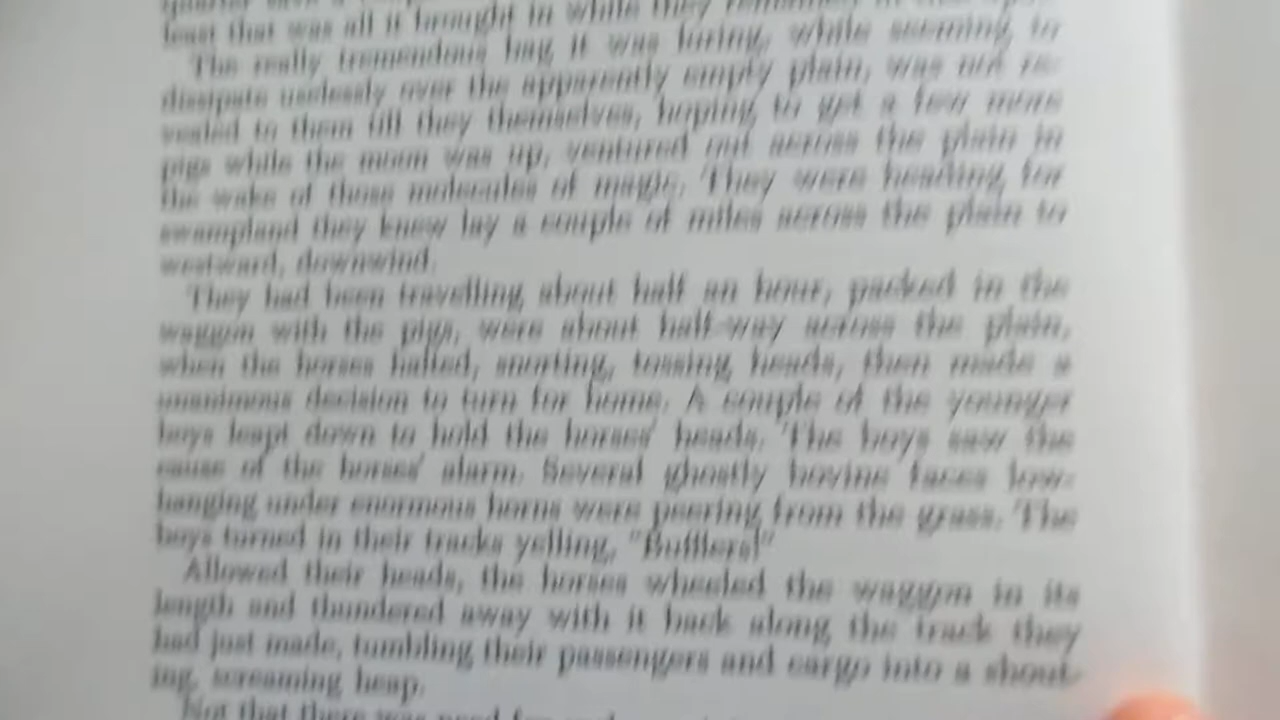 least that was all it brought in while they remained in
The really tremendous bag it was luring, while seeming to
dissipate uselessly over the apparently empty plain, was not re-
vealed to them till they themselves, hoping to get a few more
pigs while the moon was up, ventured out across the plain in
the wake of those molecules of magic. They were heading for
swampland they knew lay a couple of miles across the plain to
westward, downwind.
They had been travelling about half an hour, packed in the
waggon with the pigs, were about half-way across the plain,
when the horses halted, snorting, tossing heads, then made a
unanimous decision to turn for home. A couple of the younger
boys leapt down to hold the horses' heads. The boys saw the
cause of the horses' alarm. Several ghostly bovine faces low-
hanging under enormous horns were peering from the grass. The
boys turned in their tracks yelling, "Bufflers!"
Allowed their heads, the horses wheeled the waggon in its
length and thundered away with it back along the track they
had just made, tumbling their passengers and cargo into a shout-
ing, screaming heap.
Not that there was need for